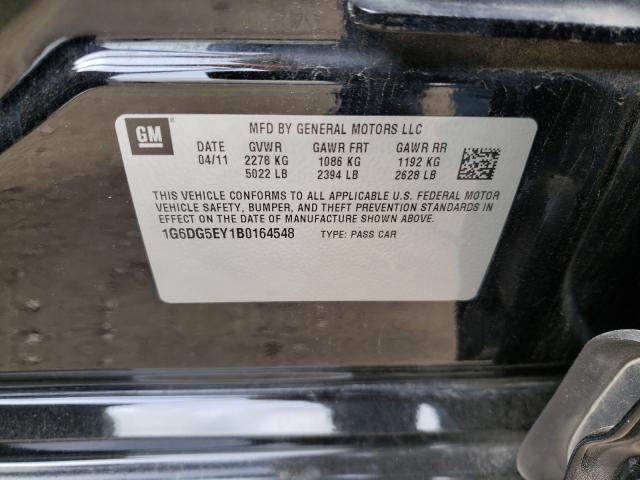 GM
MFD BY GENERAL MOTORS LLC
DATE GVWR GAWR FRT GAWR RR
04/11 2278 KG 1086 KG 1192 KG
5022 LB 2394 LB 2628 LB
THIS VEHICLE CONFORMS TO ALL APPLICABLE U.S. FEDERAL MOTOR
VEHICLE SAFETY, BUMPER, AND THEFT PREVENTION STANDARDS IN
EFFECT ON THE DATE OF MANUFACTURE SHOWN ABOVE.
1G6DG5EY1B0164548 TYPE: PASS CAR